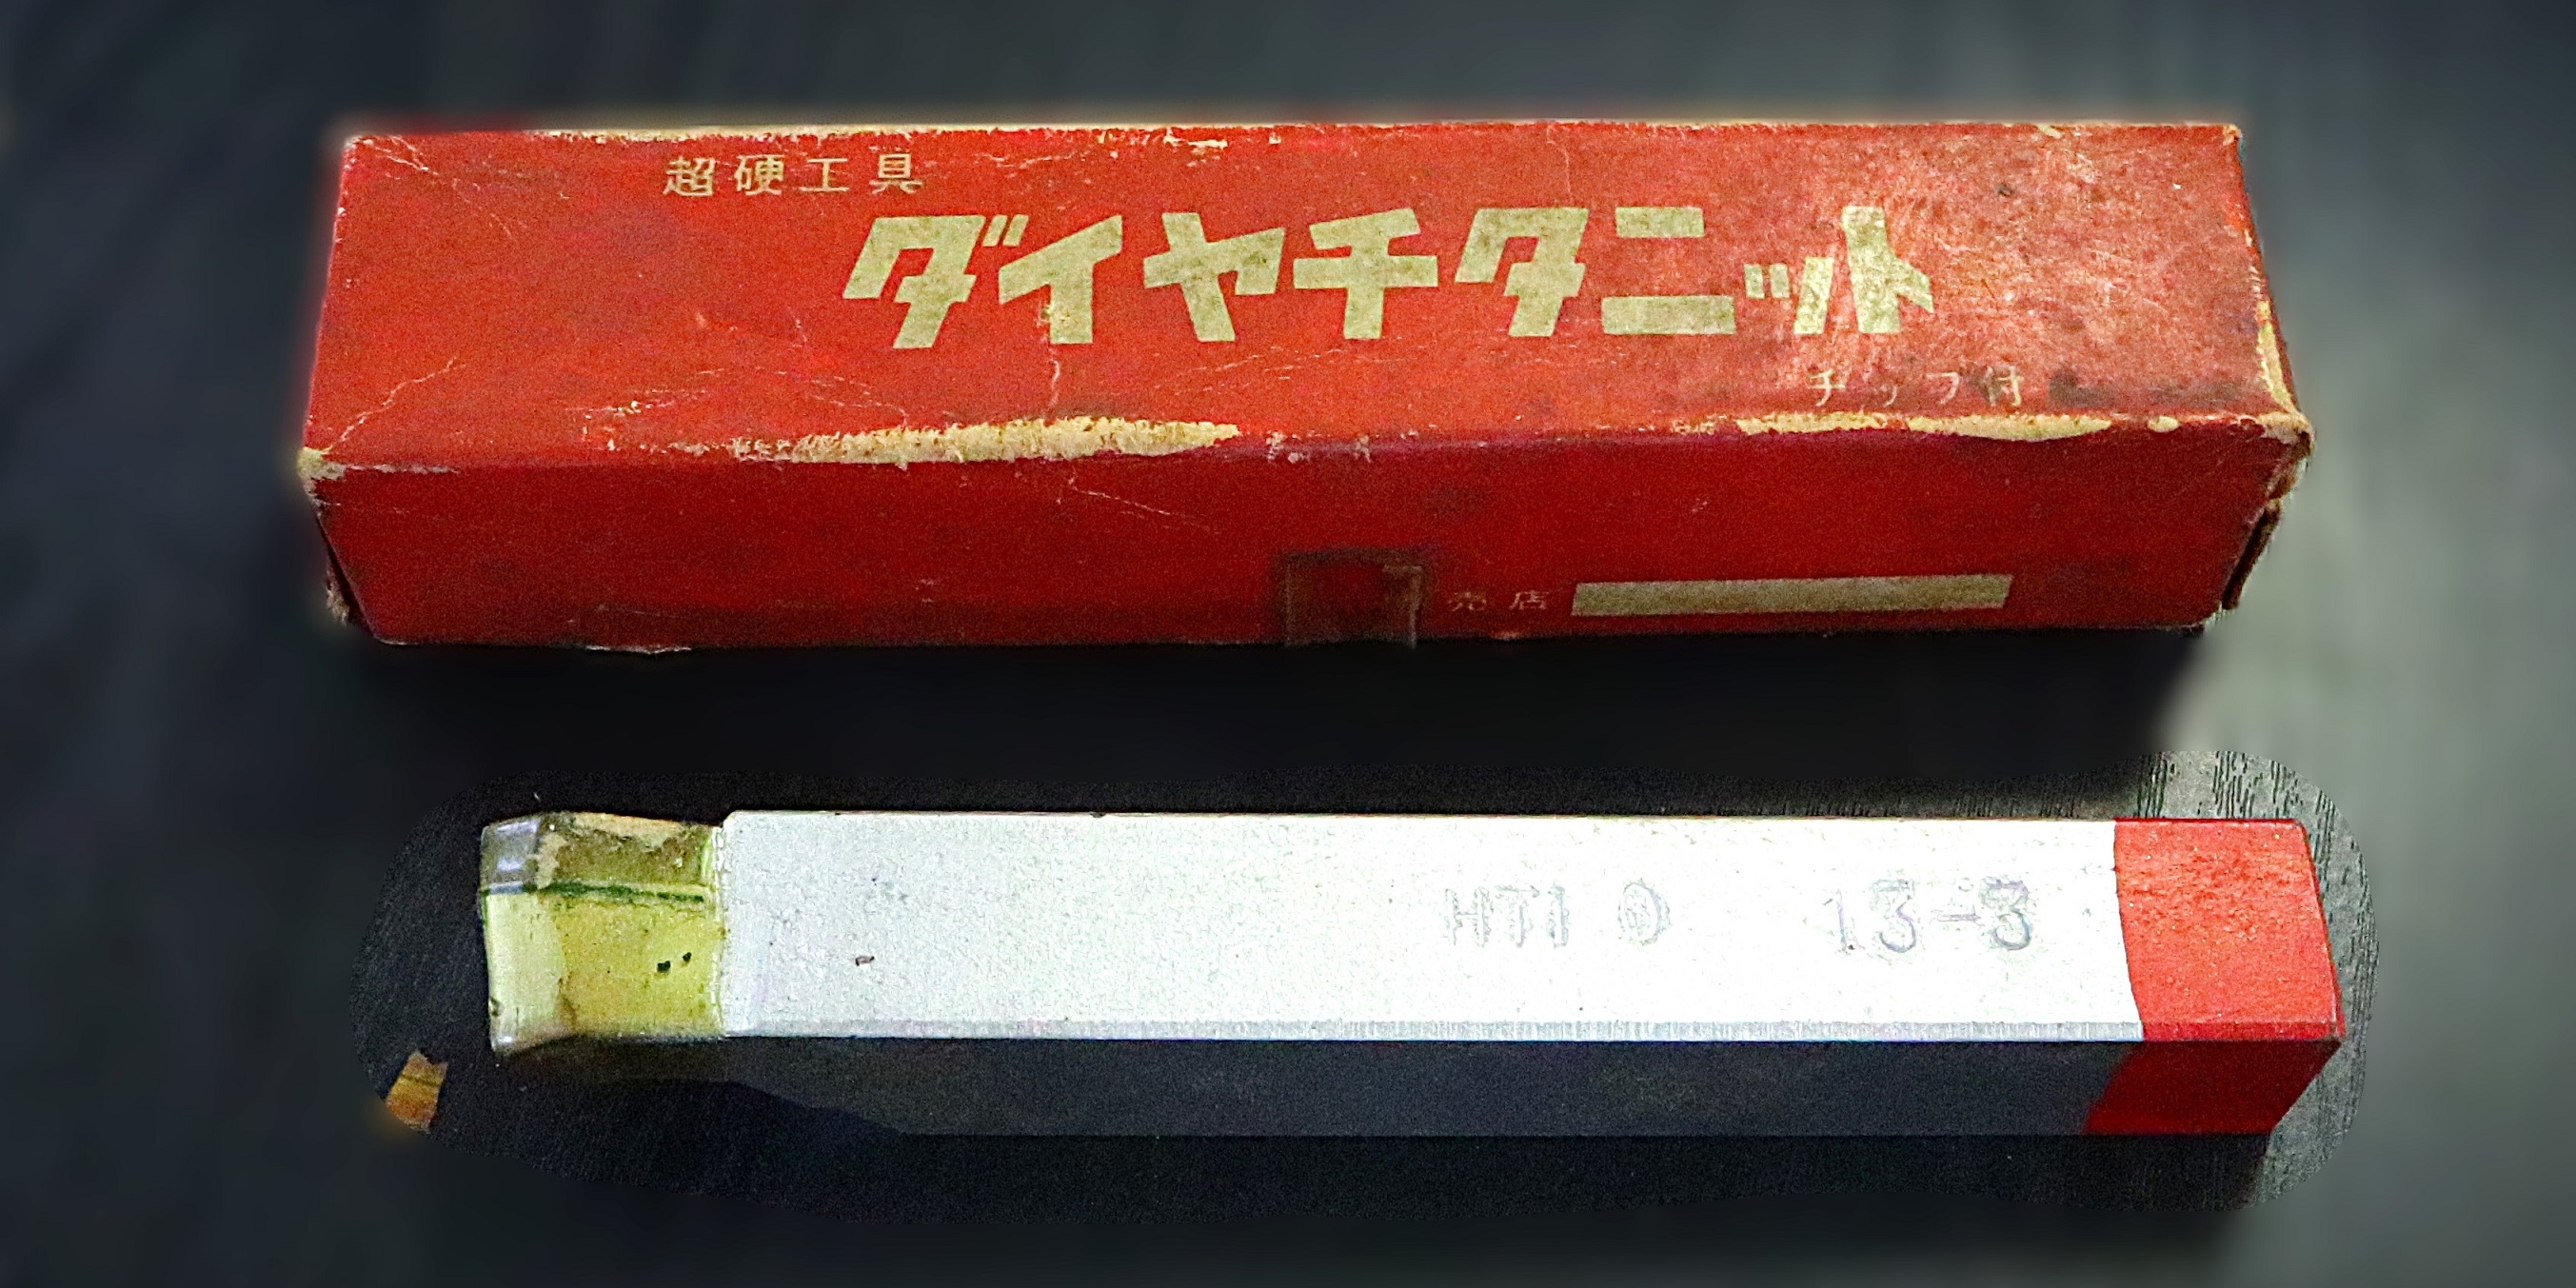 超硬工具
ダイヤチタニット
チップ付
売店
HTi 13-3